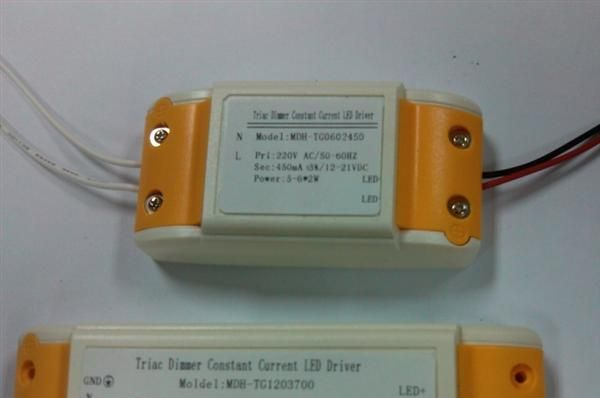 Triac Dimmer Constant Current LED Driver
N Model:MDH-TG0602450
L Pri:220V AC/50-60HZ
Sec:450mA ±3%/12-21VDC
Power:5-6*2W LED-
LED-
Triac Dimmer Constant Current LED Driver
GND Moldel:MDH-TG1203700 LED+
N